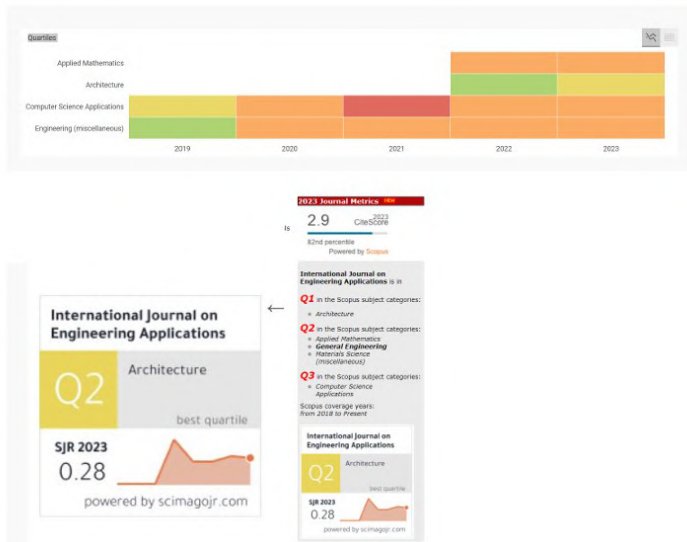 Quartiles
Applied Mathematics
Architecture
Computer Science Applications
Engineering (miscellaneous)
2019
2020
2021
2022
2023
2023 Journal Metrics NEW
is
2.9
2023
CiteScore
82nd percentile
Powered by Scopus
International Journal on
Engineering Applications is in
Q1 in the Scopus subject categories:
Architecture
Q2 in the Scopus subject categories:
Applied Mathematics
General Engineering
Materials Science
(miscellaneous)
Q3 in the Scopus subject categories:
Computer Science
Applications
Scopus coverage years:
from 2018 to Present
International Journal on
Engineering Applications
Q2
Architecture
best quartile
SJR 2023
0.28
powered by scimagojr.com
International Journal on
Engineering Applications
Q2
Architecture
best quartile
SJR 2023
0.28
powered by scimagojr.com